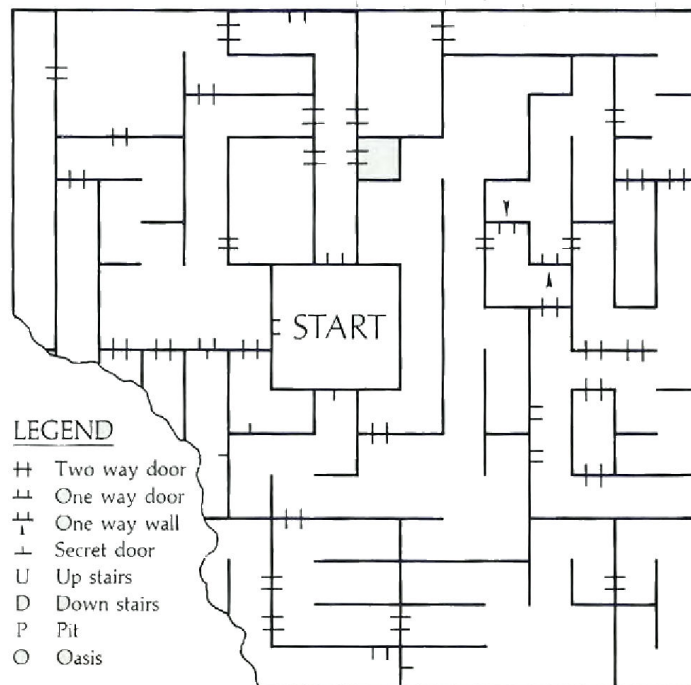 START
LEGEND
Two way door
One way door
One way wall
Secret door
U Up stairs
D Down stairs
P Pit
O Oasis